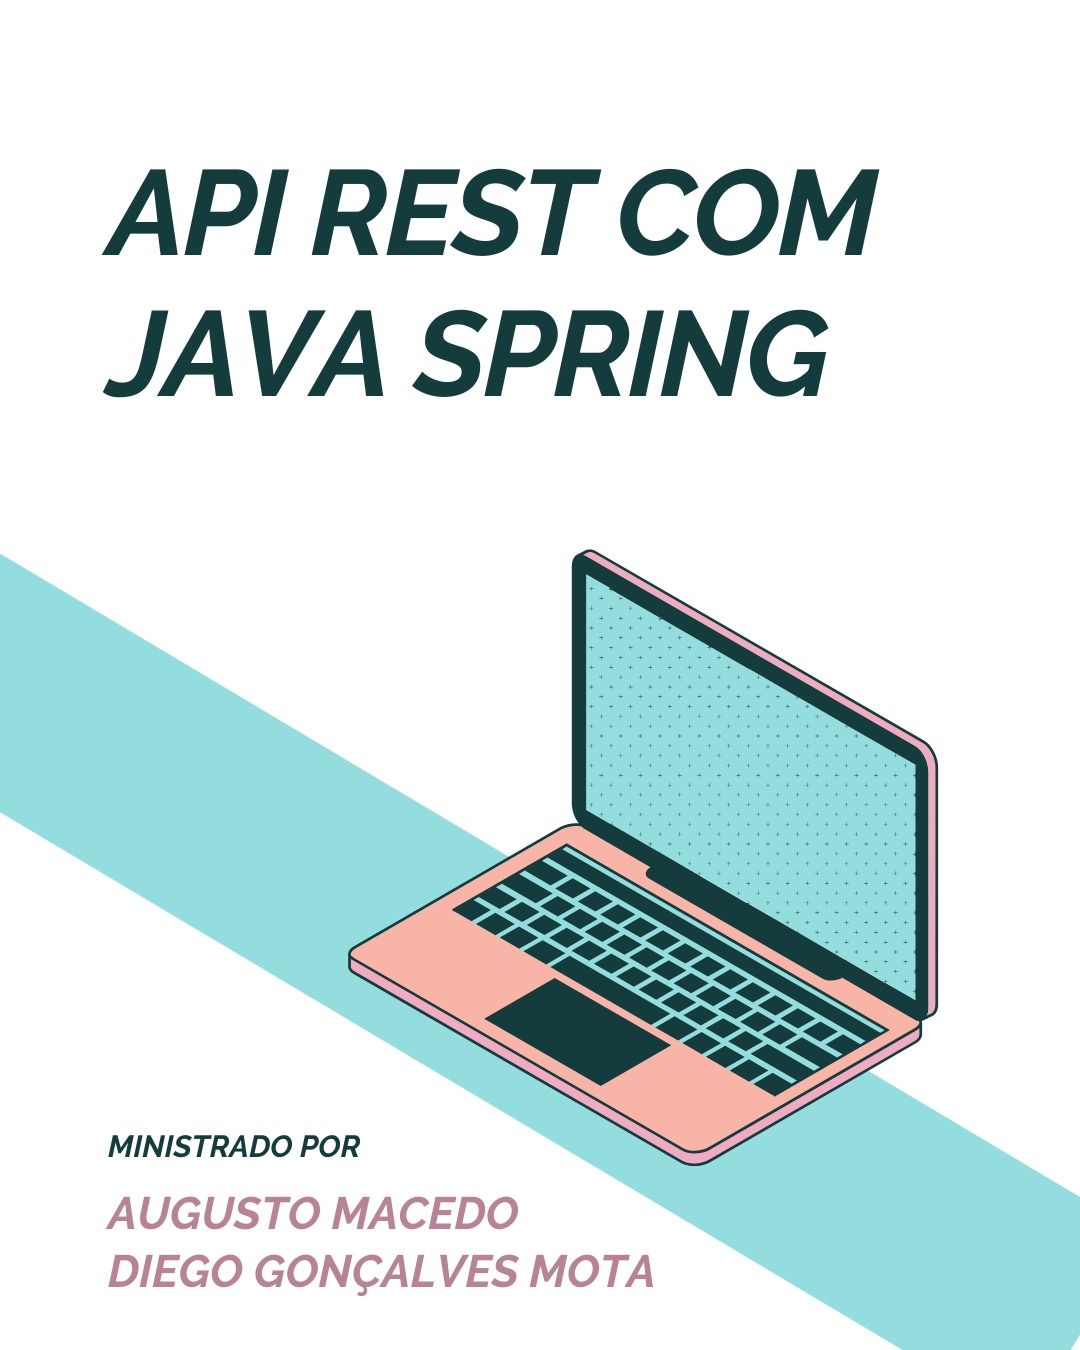 API REST COM
JAVA SPRING
MINISTRADO POR
AUGUSTO MACEDO
DIEGO GONÇALVES MOTA